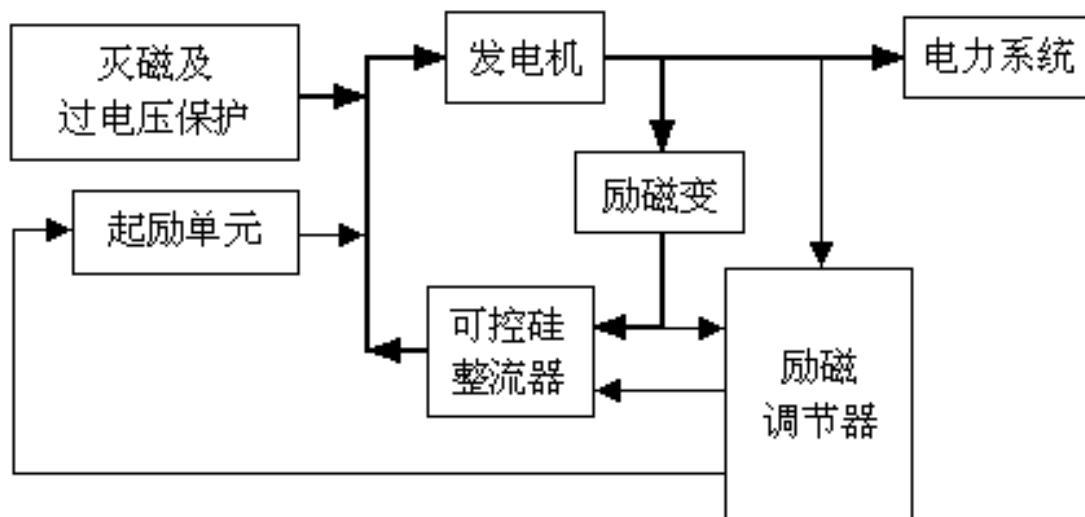 灭磁及
过电压保护
发电机
电力系统
励磁变
起励单元
可控硅
整流器
励磁
调节器